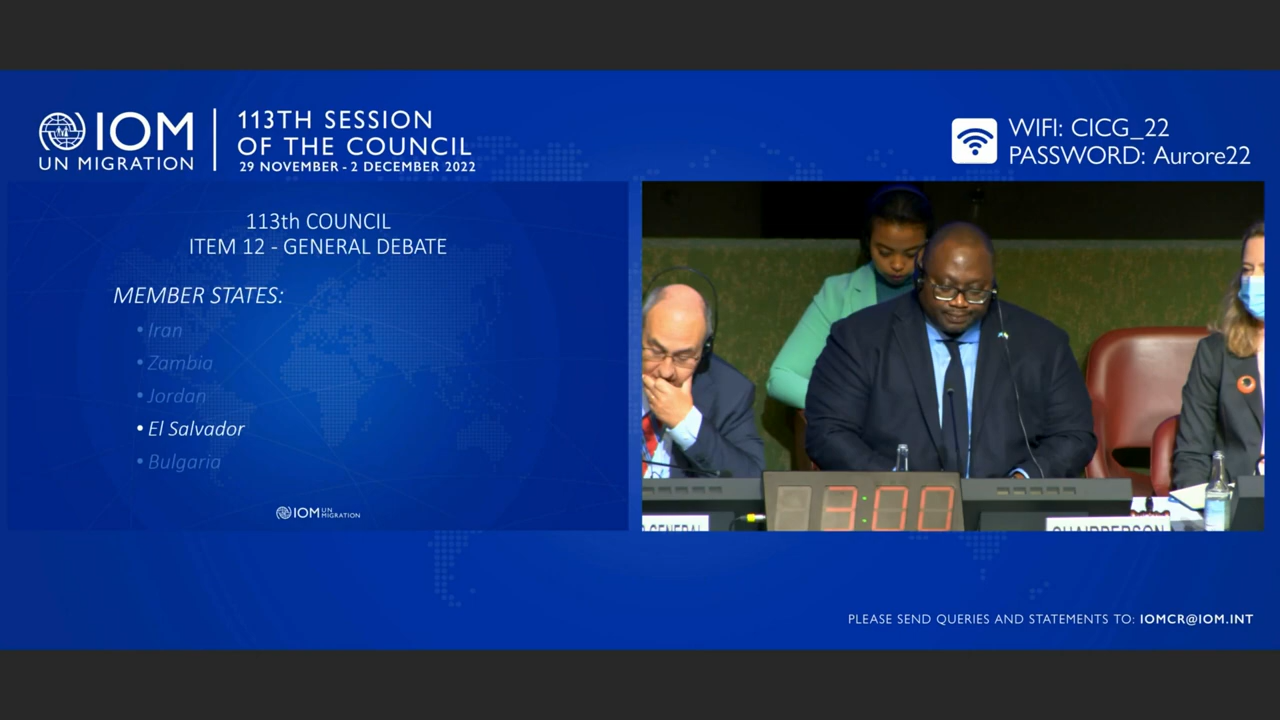 IOM
UN MIGRATION
113TH SESSION
OF THE COUNCIL
29 NOVEMBER - 2 DECEMBER 2022
WIFI: CICG_22
PASSWORD: Aurore22
113th COUNCIL
ITEM 12 - GENERAL DEBATE
MEMBER STATES:
• Iran
• Zambia
• Jordan
• El Salvador
• Bulgaria
IOM UN MIGRATION
3:00
GENERAL
CHAIRPERSON
PLEASE SEND QUERIES AND STATEMENTS TO: IOMCR@IOM.INT